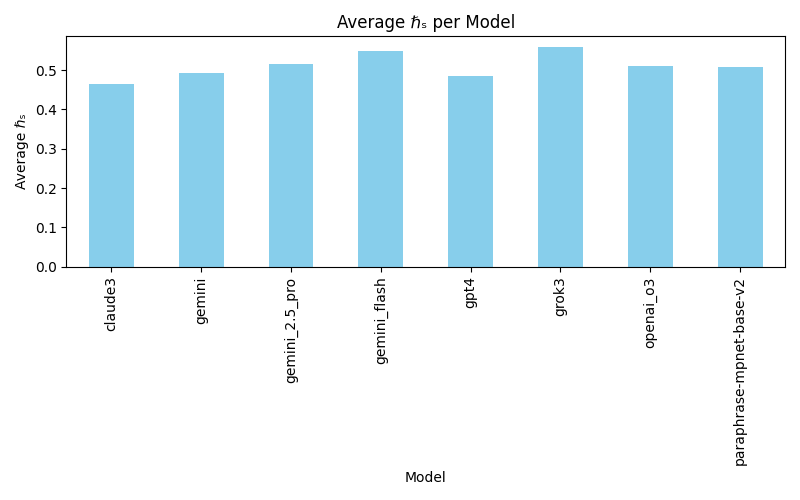 Average ℏₛ per Model
Average ℏₛ
0.5
0.4
0.3
0.2
0.1
0.0
claude3
gemini
gemini_2.5_pro
gemini_flash
gpt4
grok3
openai_o3
paraphrase-mpnet-base-v2
Model